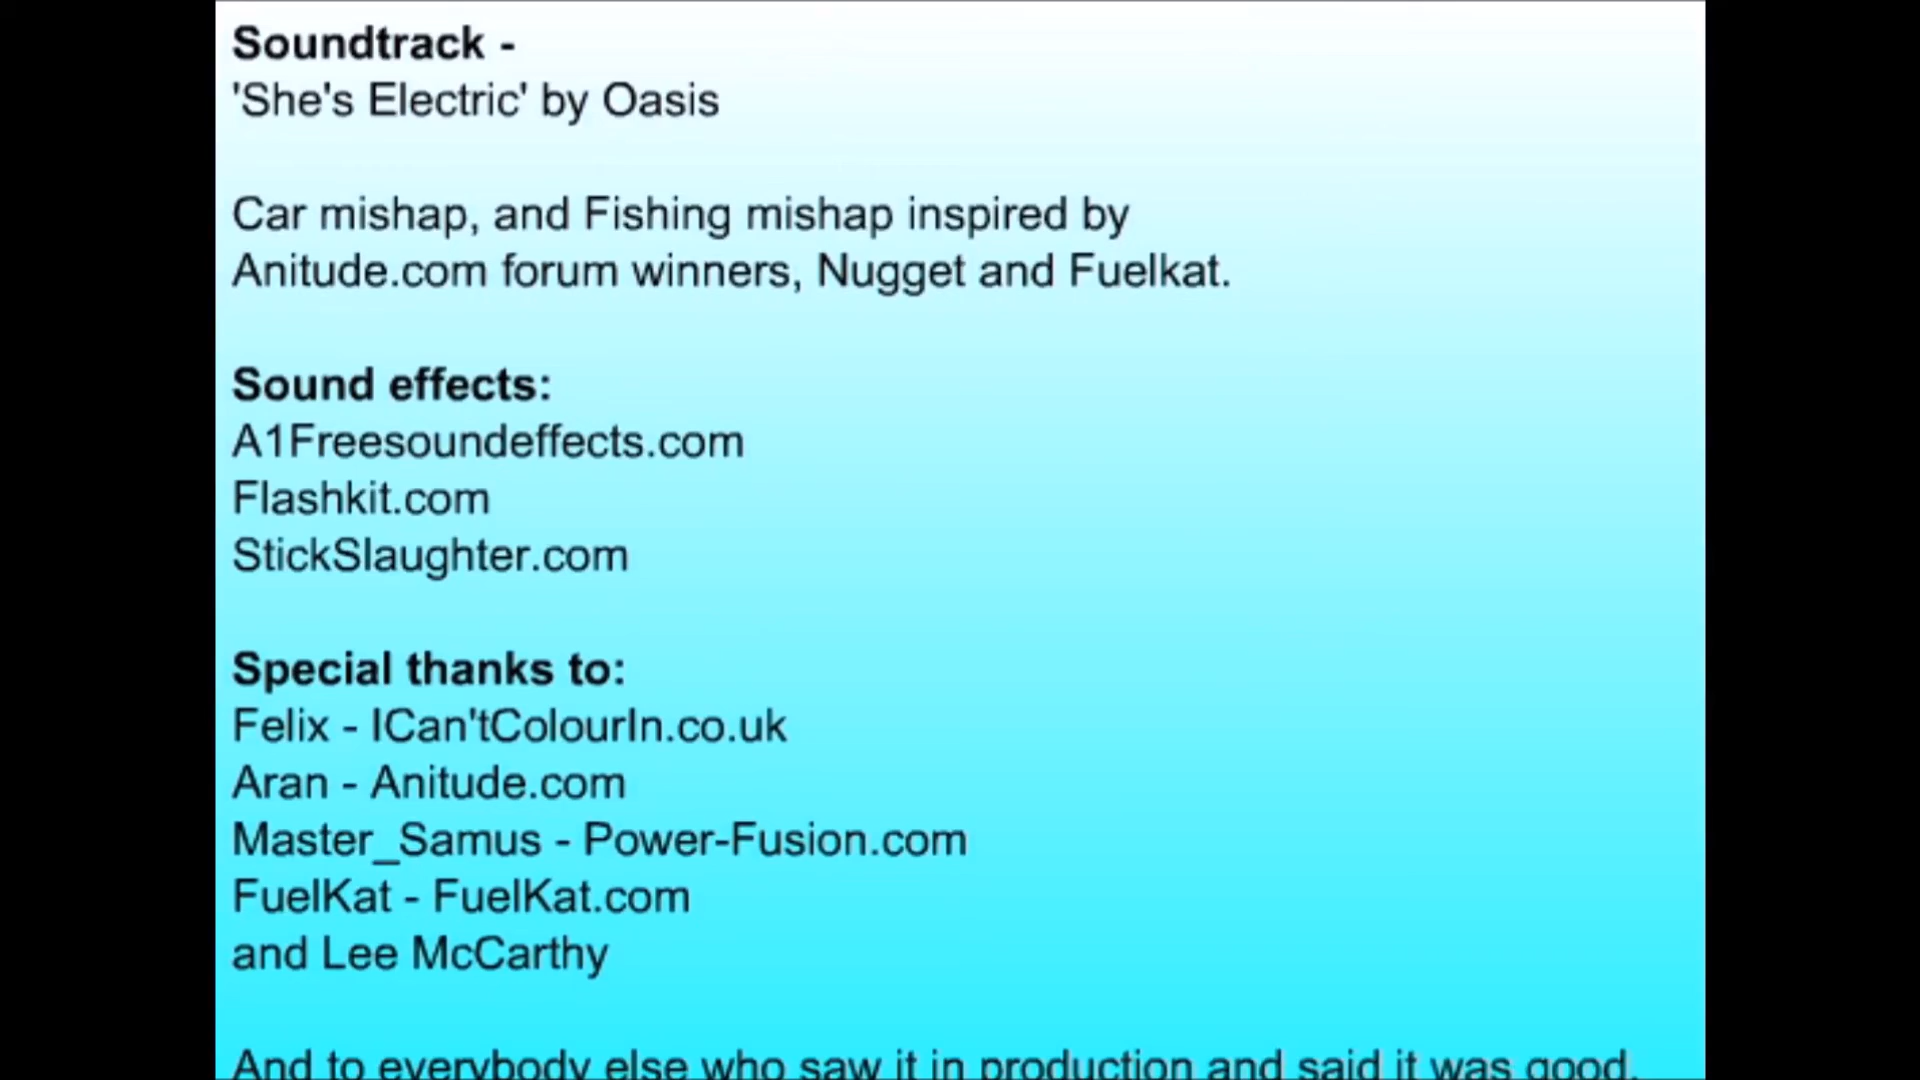 Soundtrack -
'She's Electric' by Oasis
Car mishap, and Fishing mishap inspired by
Anitude.com forum winners, Nugget and Fuelkat.
Sound effects:
A1Freesoundeffects.com
Flashkit.com
StickSlaughter.com
Special thanks to:
Felix - ICan'tColourIn.co.uk
Aran - Anitude.com
Master_Samus - Power-Fusion.com
FuelKat - FuelKat.com
and Lee McCarthy
And to everybody else who saw it in production and said it was good.